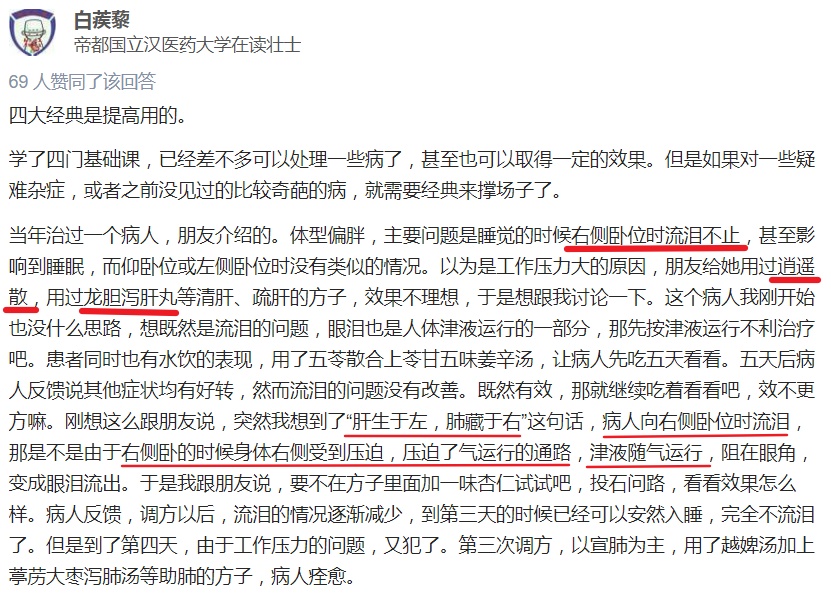 白蒺藜
帝都国立汉医药大学在读壮士
69 人赞同了该回答
四大经典是提高用的。
学了四门基础课，已经差不多可以处理一些病了，甚至也可以取得一定的效果。但是如果对一些疑
难杂症，或者之前没见过的比较奇葩的病，就需要经典来撑场子了。
当年治过一个病人，朋友介绍的。体型偏胖，主要问题是睡觉的时候右侧卧位时流泪不止，甚至影
响到睡眠，而仰卧位或左侧卧位时没有类似的情况。以为是工作压力大的原因，朋友给她用过逍遥
散，用过龙胆泻肝丸等清肝、疏肝的方子，效果不理想，于是想跟我讨论一下。这个病人我刚开始
也没什么思路，想既然是流泪的问题，眼泪也是人体津液运行的一部分，那先按津液运行不利治疗
吧。患者同时也有水饮的表现，用了五苓散合上苓甘五味姜辛汤，让病人先吃五天看看。五天后病
人反馈说其他症状均有好转，然而流泪的问题没有改善。既然有效，那就继续吃着看看吧，效不更
方嘛。刚想这么跟朋友说，突然我想到了“肝生于左，肺藏于右”这句话，病人向右侧卧位时流泪，
那是不是由于右侧卧的时候身体右侧受到压迫，压迫了气运行的通路，津液随气运行，阻在眼角，
变成眼泪流出。于是我跟朋友说，要不在方子里面加一味杏仁试试吧，投石问路，看看效果怎么
样。病人反馈，调方以后，流泪的情况逐渐减少，到第三天的时候已经可以安然入睡，完全不流泪
了。但是到了第四天，由于工作压力的问题，又犯了。第三次调方，以宣肺为主，用了越婢汤加上
葶苈大枣泻肺汤等助肺的方子，病人痊愈。